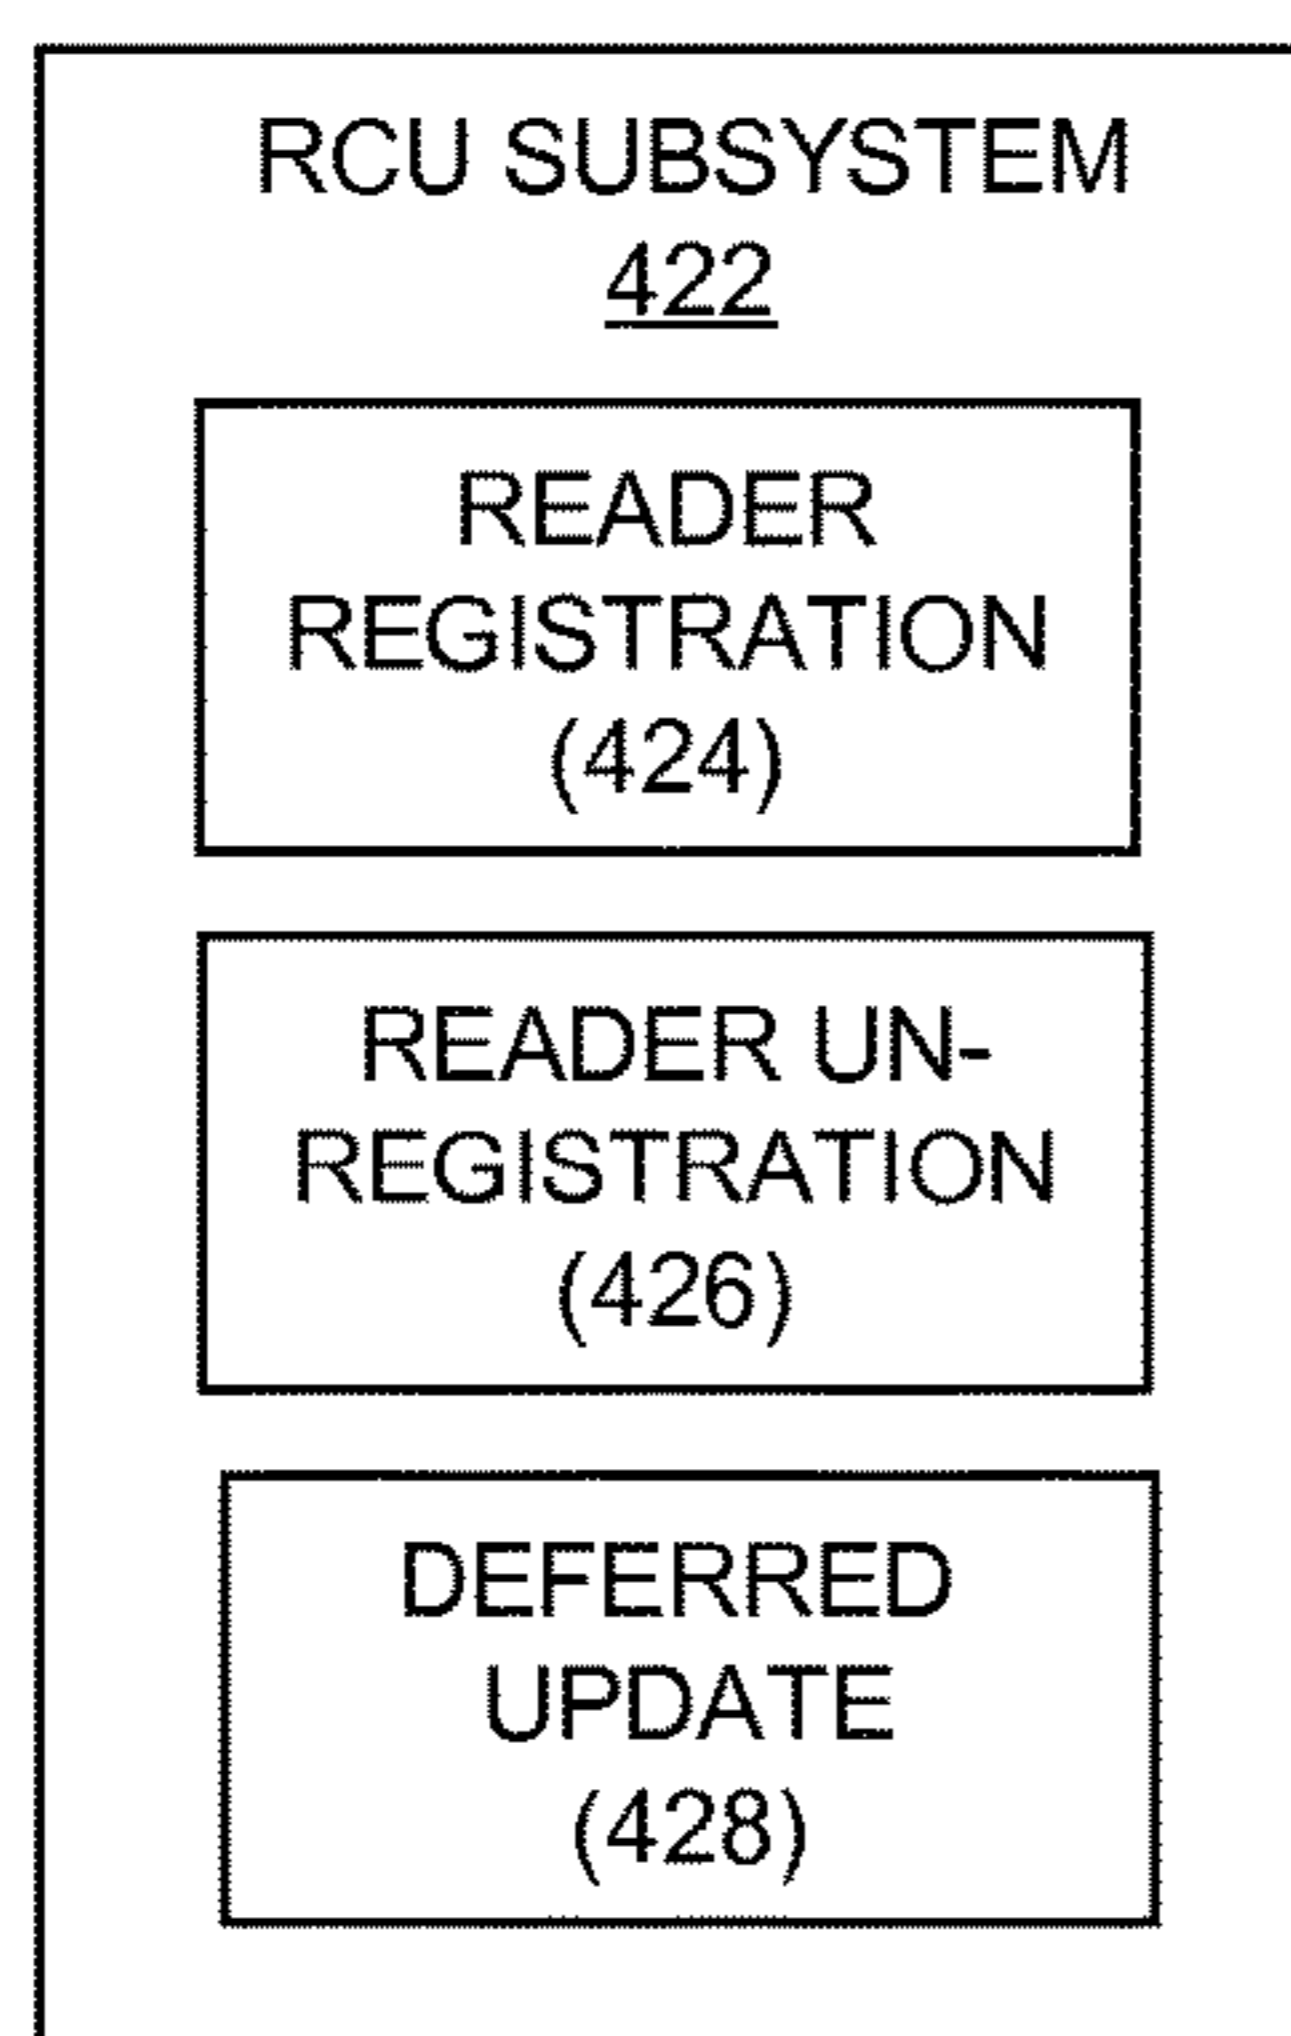 RCU SUBSYSTEM
422
READER
REGISTRATION
(424)
READER UN-
REGISTRATION
(426)
DEFERRED
UPDATE
(428)